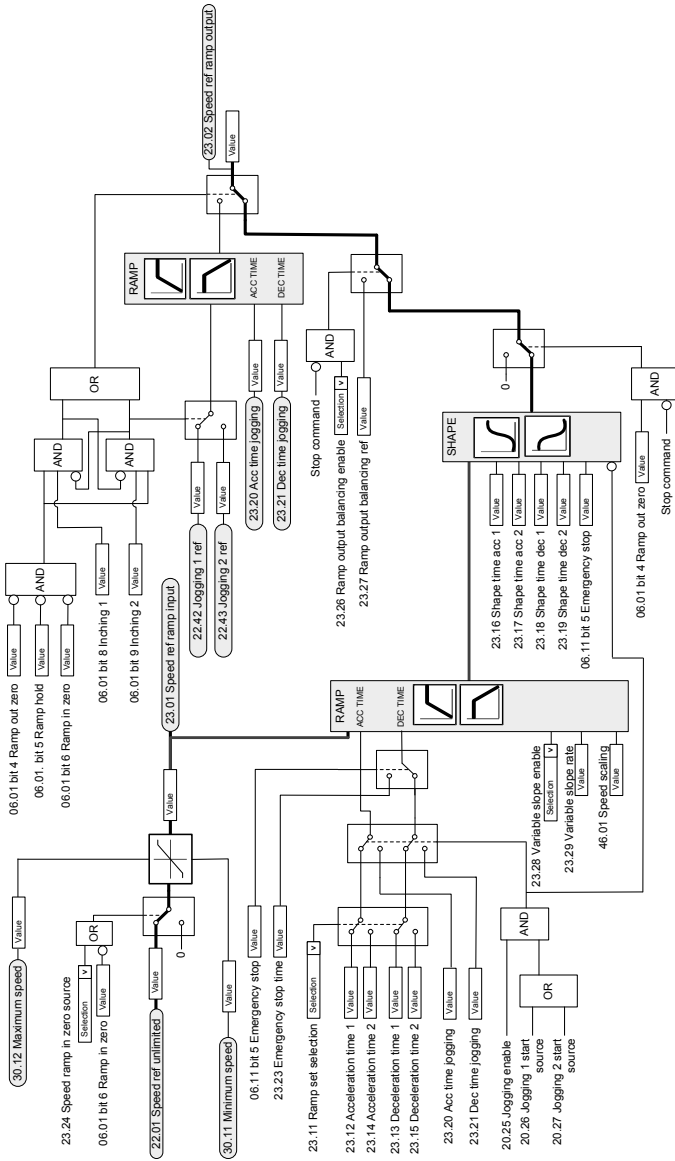 30.12 Maximum speed
Value
23.24 Speed ramp in zero source
Selection
v
OR
06.01 bit 6 Ramp in zero
Value
22.01 Speed ref unlimited
Value
0
30.11 Minimum speed
Value
Value
23.01 Speed ref ramp input
06.11 bit 5 Emergency stop
Value
23.23 Emergency stop time
Value
23.11 Ramp set selection
Selection
v
23.12 Acceleration time 1
Value
23.14 Acceleration time 2
Value
23.13 Deceleration time 1
Value
23.15 Deceleration time 2
Value
23.20 Acc time jogging
Value
23.21 Dec time jogging
Value
20.25 Jogging enable
20.26 Jogging 1 start
source
20.27 Jogging 2 start
source
OR
AND
RAMP
ACC TIME
DEC TIME
23.28 Variable slope enable
Selection
v
23.29 Variable slope rate
Value
46.01 Speed scaling
Value
06.01 bit 4 Ramp out zero
Value
06.01. bit 5 Ramp hold
Value
06.01 bit 6 Ramp in zero
Value
AND
06.01 bit 8 Inching 1
Value
06.01 bit 9 Inching 2
Value
AND
AND
OR
22.42 Jogging 1 ref
Value
22.43 Jogging 2 ref
Value
RAMP
ACC TIME
DEC TIME
23.20 Acc time jogging
Value
23.21 Dec time jogging
Value
Stop command
AND
23.26 Ramp output balancing enable
Selection
v
23.27 Ramp output balancing ref
Value
SHAPE
23.16 Shape time acc 1
Value
23.17 Shape time acc 2
Value
23.18 Shape time dec 1
Value
23.19 Shape time dec 2
Value
06.11 bit 5 Emergency stop
Value
0
06.01 bit 4 Ramp out zero
Value
AND
Stop command
23.02 Speed ref ramp output
Value